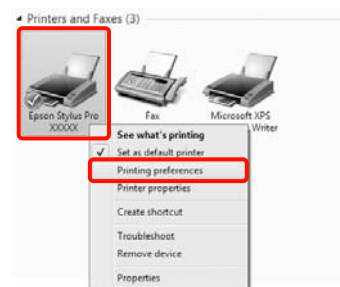 Printers and Faxes (3)
Epson Stylus Pro
XXXXX
Fax
Microsoft XPS
Writer
See what's printing
Set as default printer
Printing preferences
Printer properties
Create shortcut
Troubleshoot
Remove device
Properties